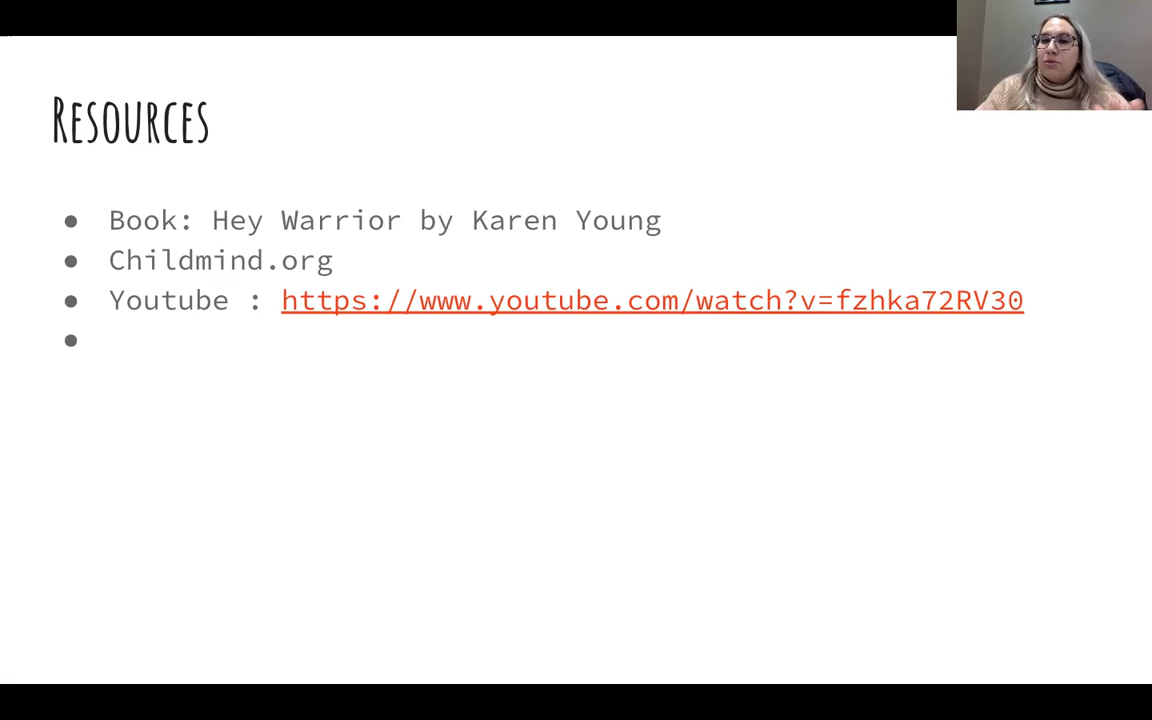 Resources
● Book: Hey Warrior by Karen Young
● Childmind.org
● Youtube : https://www.youtube.com/watch?v=fzhka72RV30
●